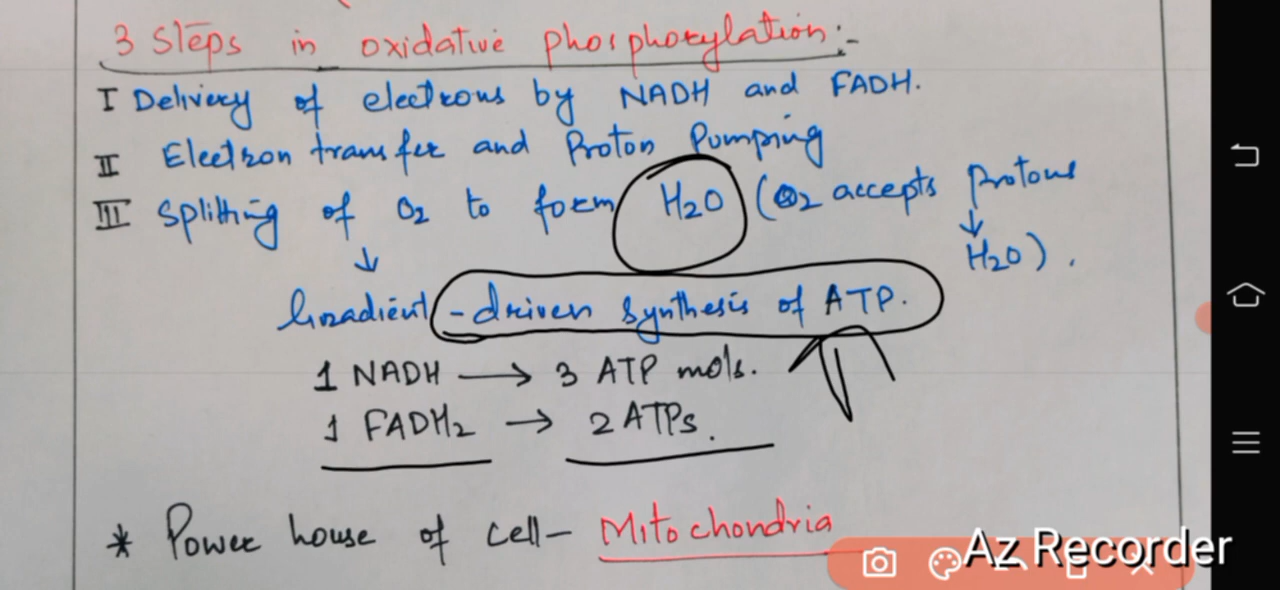 3 Steps in oxidative phosphorylation:-
I Delivery of electrons by NADH and FADH.
II Electron transfer and Proton Pumping
III Splitting of O2 to form H2O (O2 accepts protons
↓ ↓
H2O).
Gradient - driven synthesis of ATP.
1 NADH → 3 ATP mols.
1 FADH2 → 2 ATPs.
* Power house of cell- Mitochondria
Az Recorder